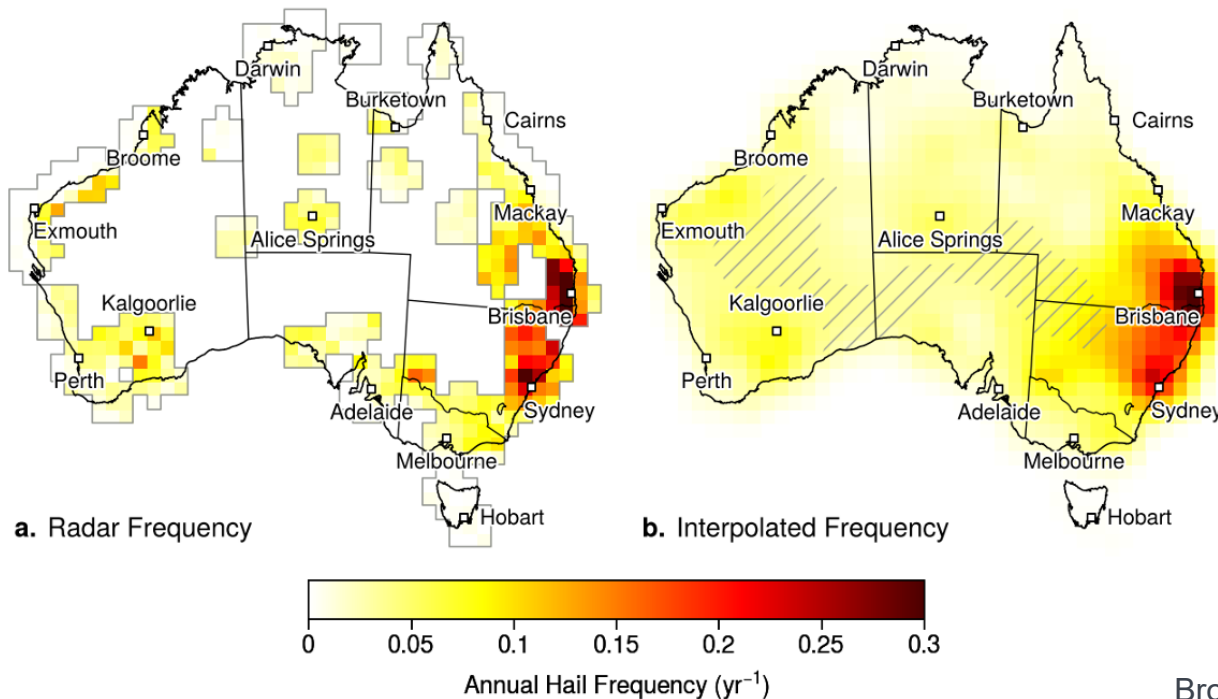 Darwin
Burketown
Cairns
Broome
Mackay
Exmouth
Alice Springs
Kalgoorlie
Brisbane
Perth
Adelaide
Sydney
Melbourne
Hobart
a. Radar Frequency
Darwin
Burketown
Cairns
Broome
Mackay
Exmouth
Alice Springs
Kalgoorlie
Brisbane
Perth
Adelaide
Sydney
Melbourne
Hobart
b. Interpolated Frequency
0 0.05 0.1 0.15 0.2 0.25 0.3
Annual Hail Frequency (yr⁻¹)
Bro